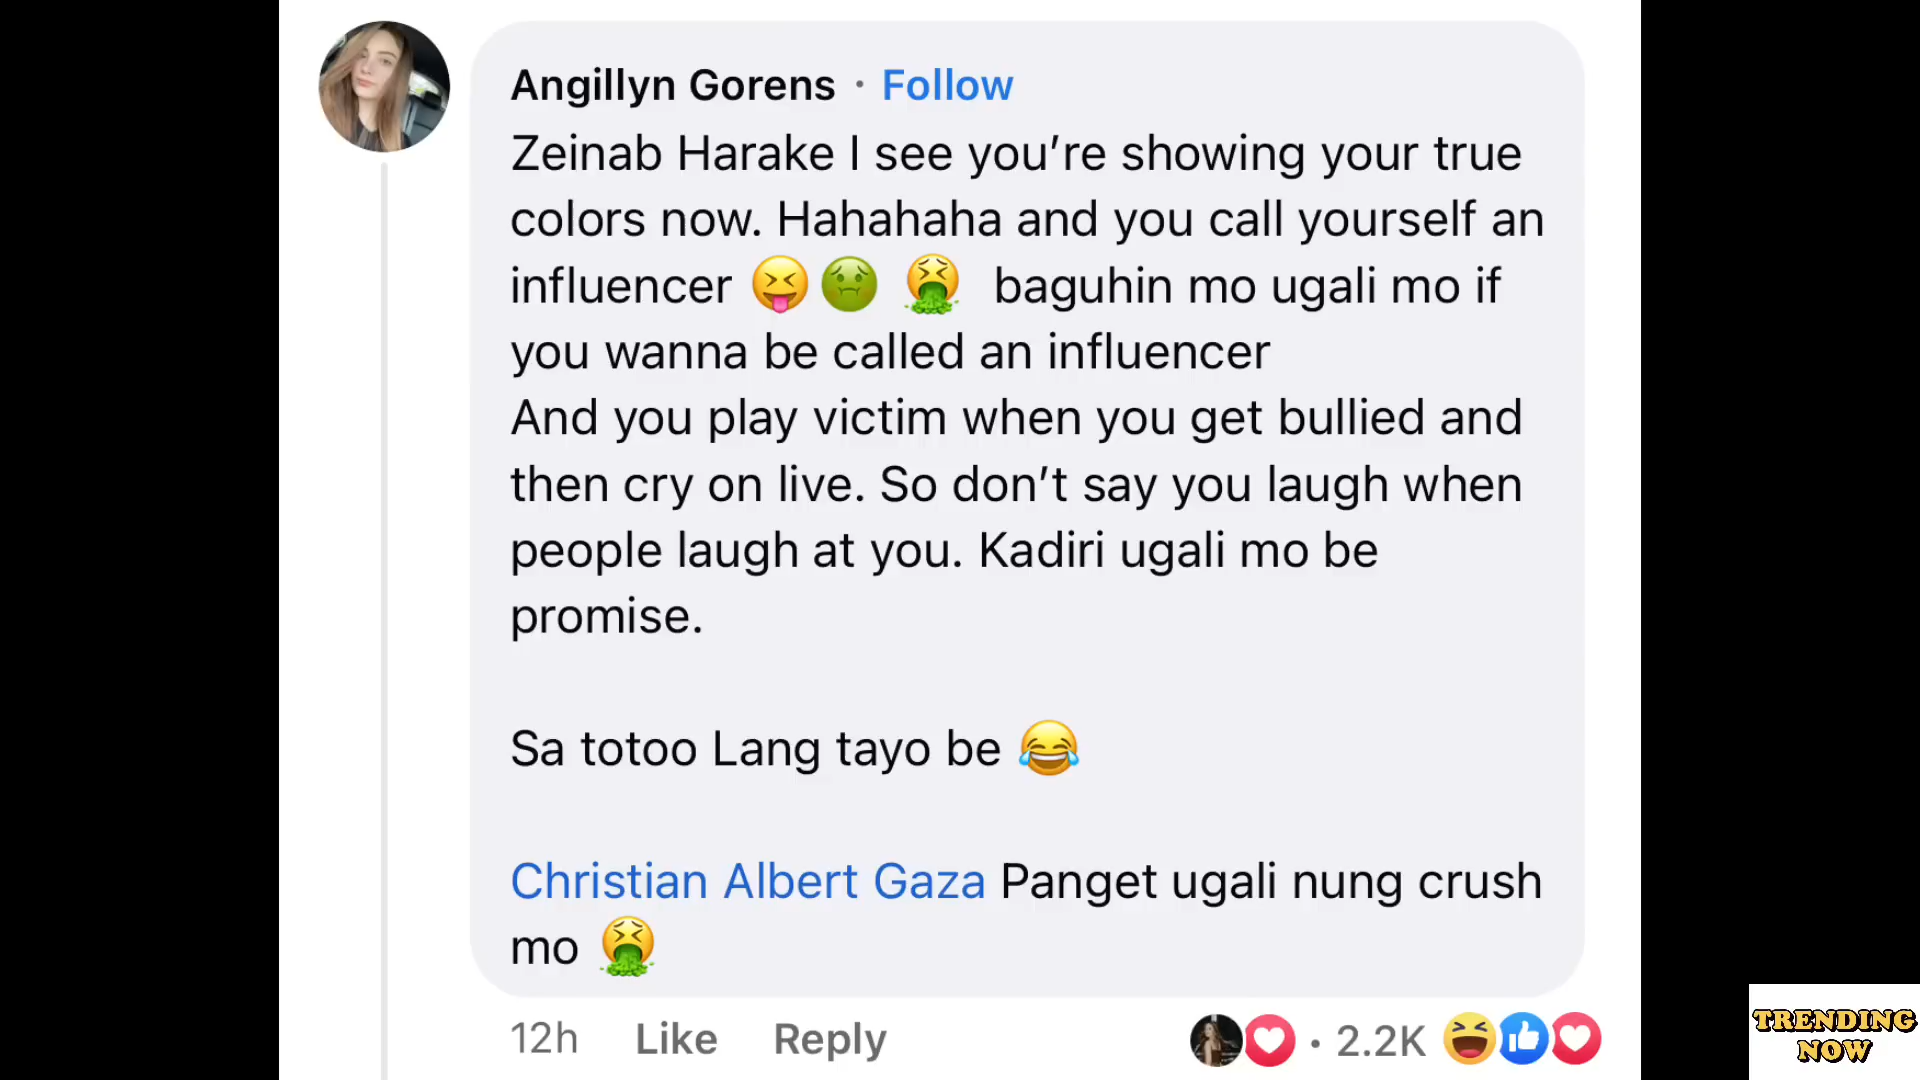 Angillyn Gorens · Follow
Zeinab Harake I see you’re showing your true
colors now. Hahahaha and you call yourself an
influencer 😝🤢 🤮 baguhin mo ugali mo if
you wanna be called an influencer
And you play victim when you get bullied and
then cry on live. So don’t say you laugh when
people laugh at you. Kadiri ugali mo be
promise.
Sa totoo Lang tayo be 😂
Christian Albert Gaza Panget ugali nung crush
mo 🤮
12h Like Reply · 2.2K
TRENDING
NOW